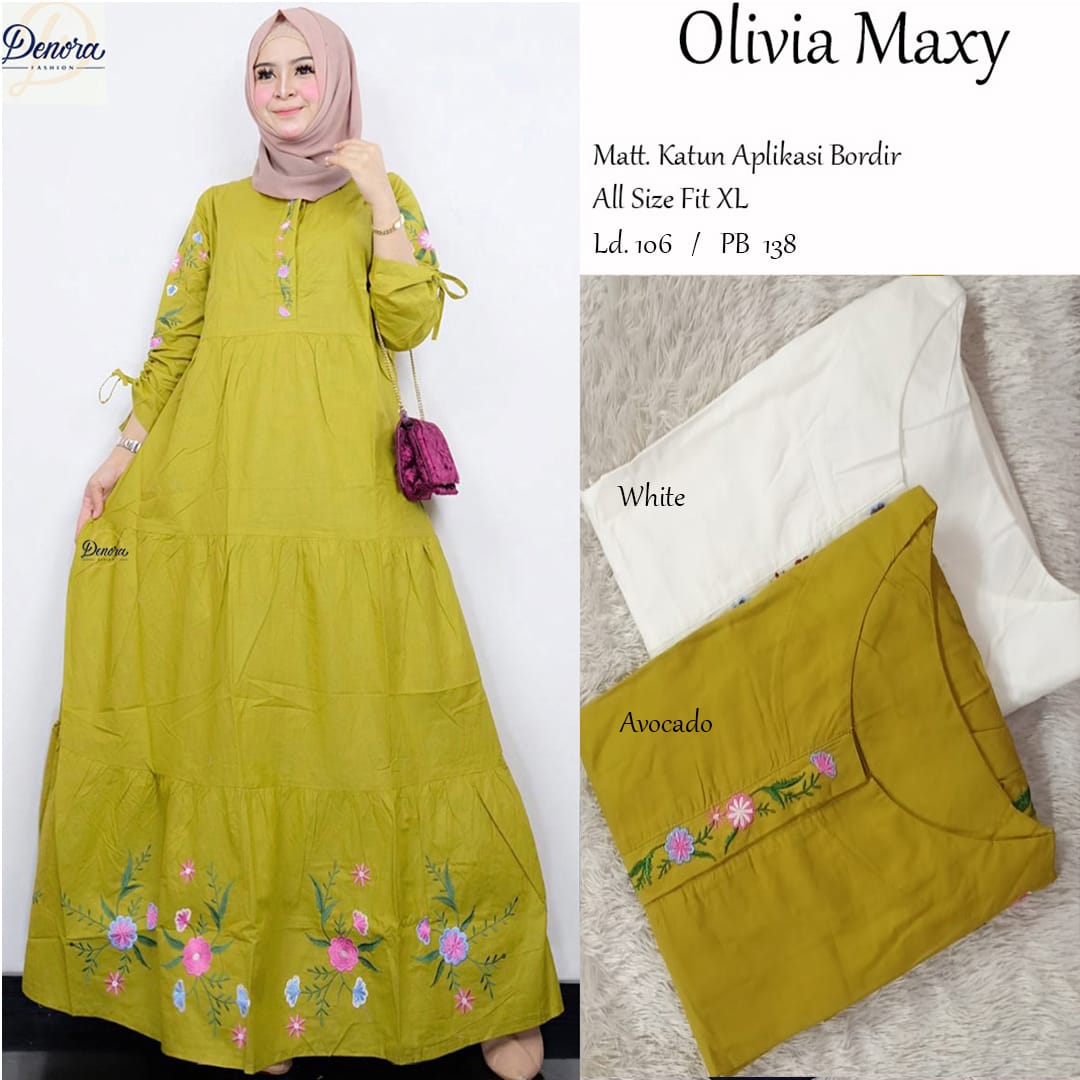 Denora
FASHION
Olivia Maxy
Matt. Katun Aplikasi Bordir
All Size Fit XL
Ld. 106 / PB 138
White
Denora
Avocado